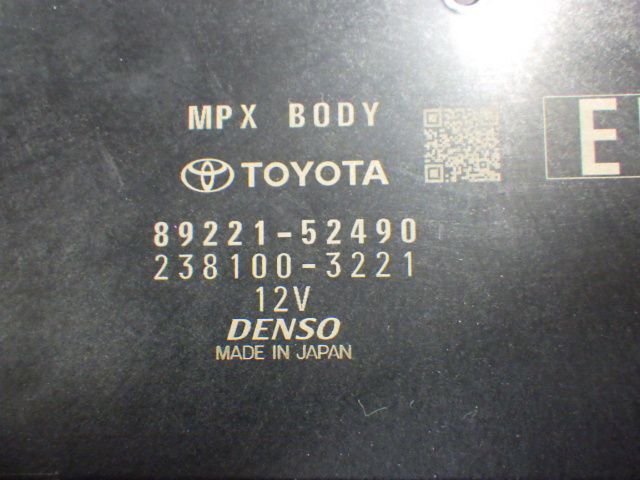 MPX BODY
E
TOYOTA
89221-52490
238100-3221
12V
DENSO
MADE IN JAPAN